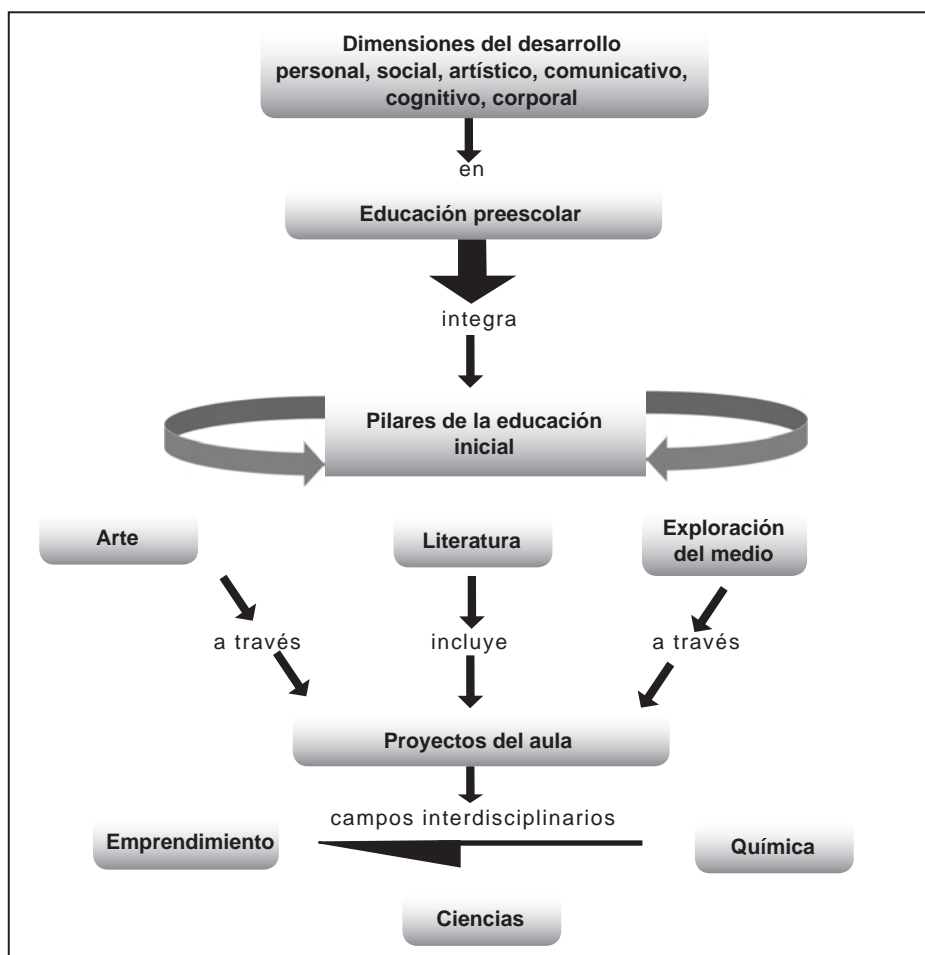 Dimensiones del desarrollo
personal, social, artístico, comunicativo,
cognitivo, corporal
en
Educación preescolar
integra
Pilares de la educación
inicial
Arte
Literatura
Exploración
del medio
a través
incluye
a través
Proyectos del aula
campos interdisciplinarios
Emprendimiento
Química
Ciencias